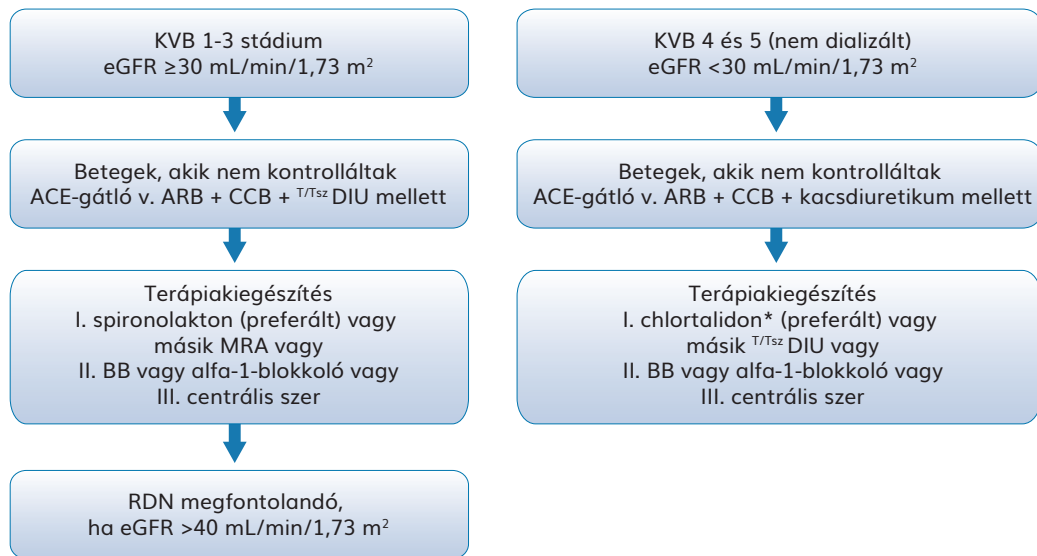 KVB 1-3 stádium
eGFR ≥30 mL/min/1,73 m²
Betegek, akik nem kontrolláltak
ACE-gátló v. ARB + CCB + T/Tsz DIU mellett
Terápiakiegészítés
I. spironolakton (preferált) vagy
másik MRA vagy
II. BB vagy alfa-1-blokkoló vagy
III. centrális szer
RDN megfontolandó,
ha eGFR >40 mL/min/1,73 m²
KVB 4 és 5 (nem dializált)
eGFR <30 mL/min/1,73 m²
Betegek, akik nem kontrolláltak
ACE-gátló v. ARB + CCB + kacsdiuretikum mellett
Terápiakiegészítés
I. chlortalidon* (preferált) vagy
másik T/Tsz DIU vagy
II. BB vagy alfa-1-blokkoló vagy
III. centrális szer